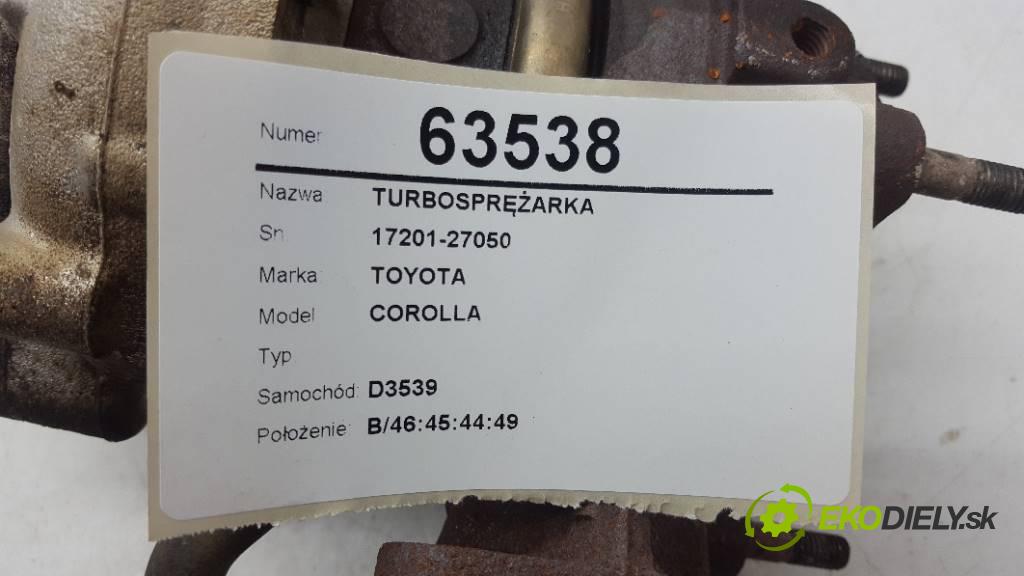 Numer 63538
Nazwa TURBOSPRĘŻARKA
Sn 17201-27050
Marka TOYOTA
Model COROLLA
Typ
Samochód: D3539
Położenie: B/46:45:44:49
EKODIELY.sk